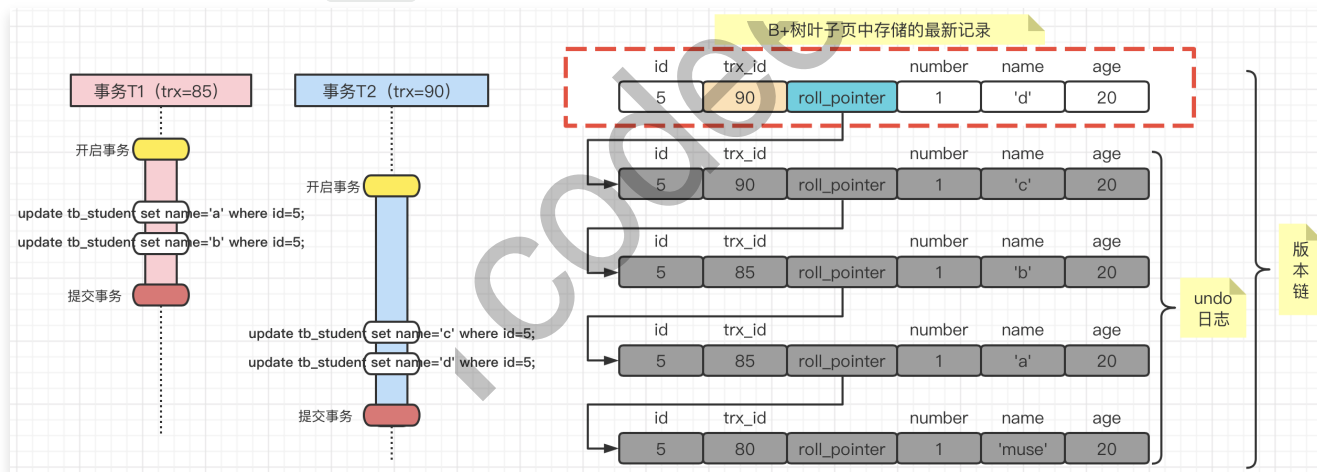 B+树叶子页中存储的最新记录
事务T1（trx=85）
事务T2（trx=90）
开启事务
update tb_student set name='a' where id=5;
update tb_student set name='b' where id=5;
提交事务
开启事务
update tb_student set name='c' where id=5;
update tb_student set name='d' where id=5;
提交事务
id trx_id number name age
5 90 roll_pointer 1 'd' 20
id trx_id number name age
5 90 roll_pointer 1 'c' 20
id trx_id number name age
5 85 roll_pointer 1 'b' 20
id trx_id number name age
5 85 roll_pointer 1 'a' 20
id trx_id number name age
5 80 roll_pointer 1 'muse' 20
undo
日志
版
本
链